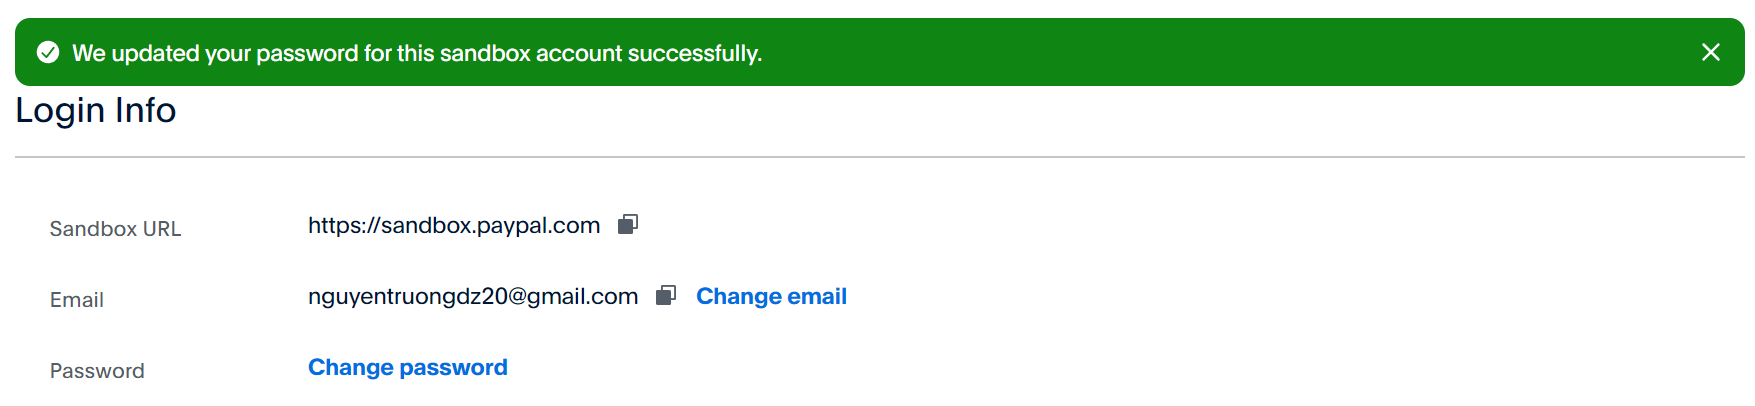 We updated your password for this sandbox account successfully.
Login Info
Sandbox URL https://sandbox.paypal.com
Email nguyentruongdz20@gmail.com Change email
Password Change password